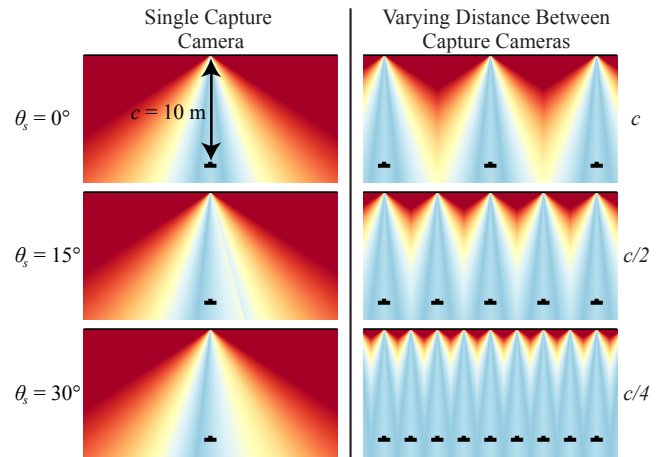 Single Capture
Camera
Varying Distance Between
Capture Cameras
θs = 0°
c = 10 m
c
θs = 15°
c/2
θs = 30°
c/4